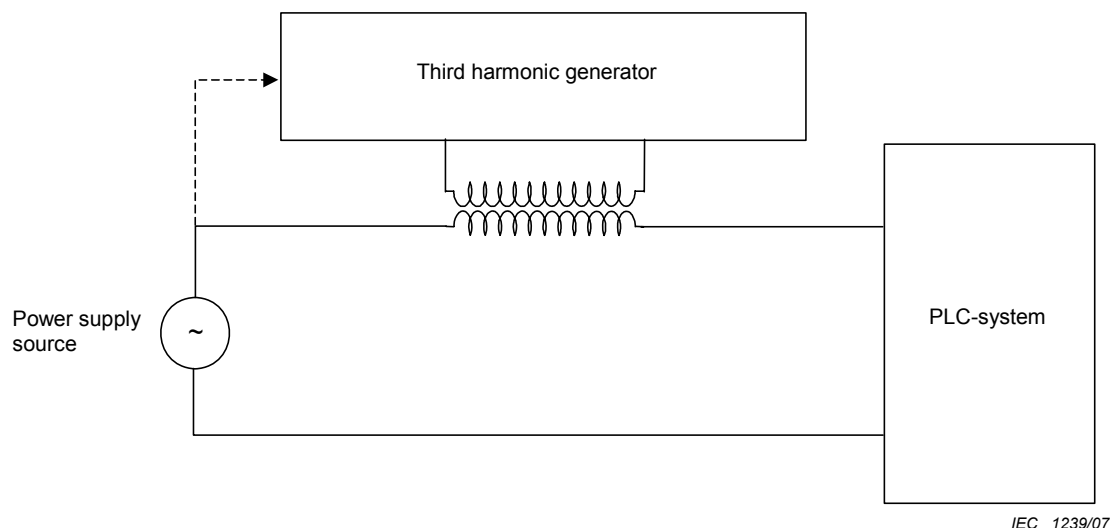 Third harmonic generator
Power supply
source
~
PLC-system
IEC 1239/07